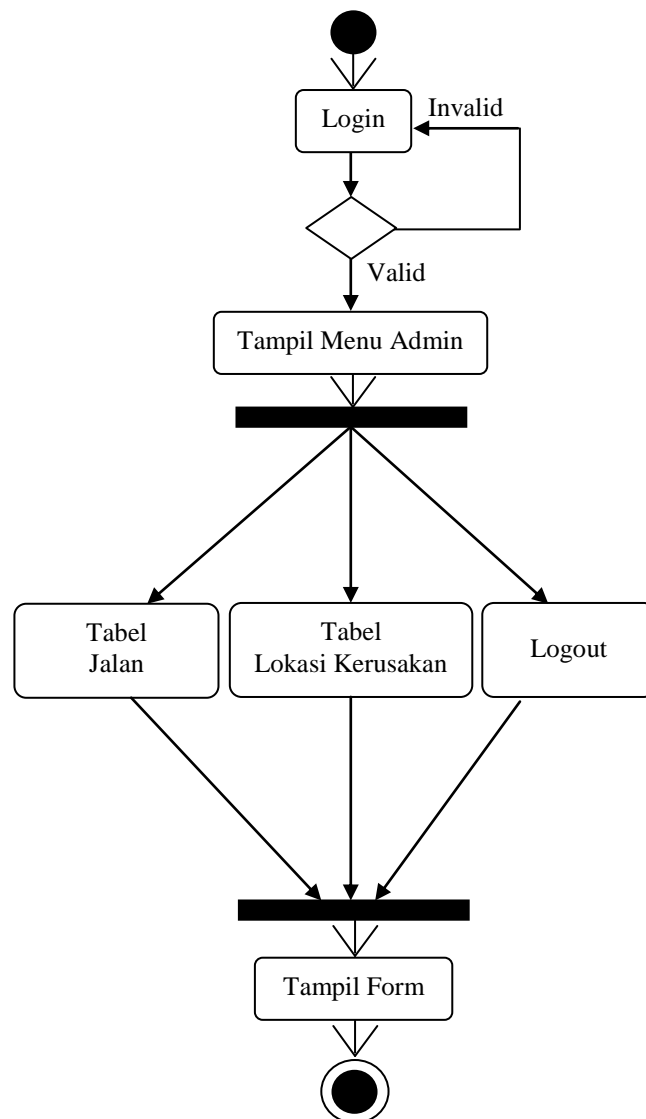 Invalid
Login
Valid
Tampil Menu Admin
Tabel
Jalan
Tabel
Lokasi Kerusakan
Logout
Tampil Form